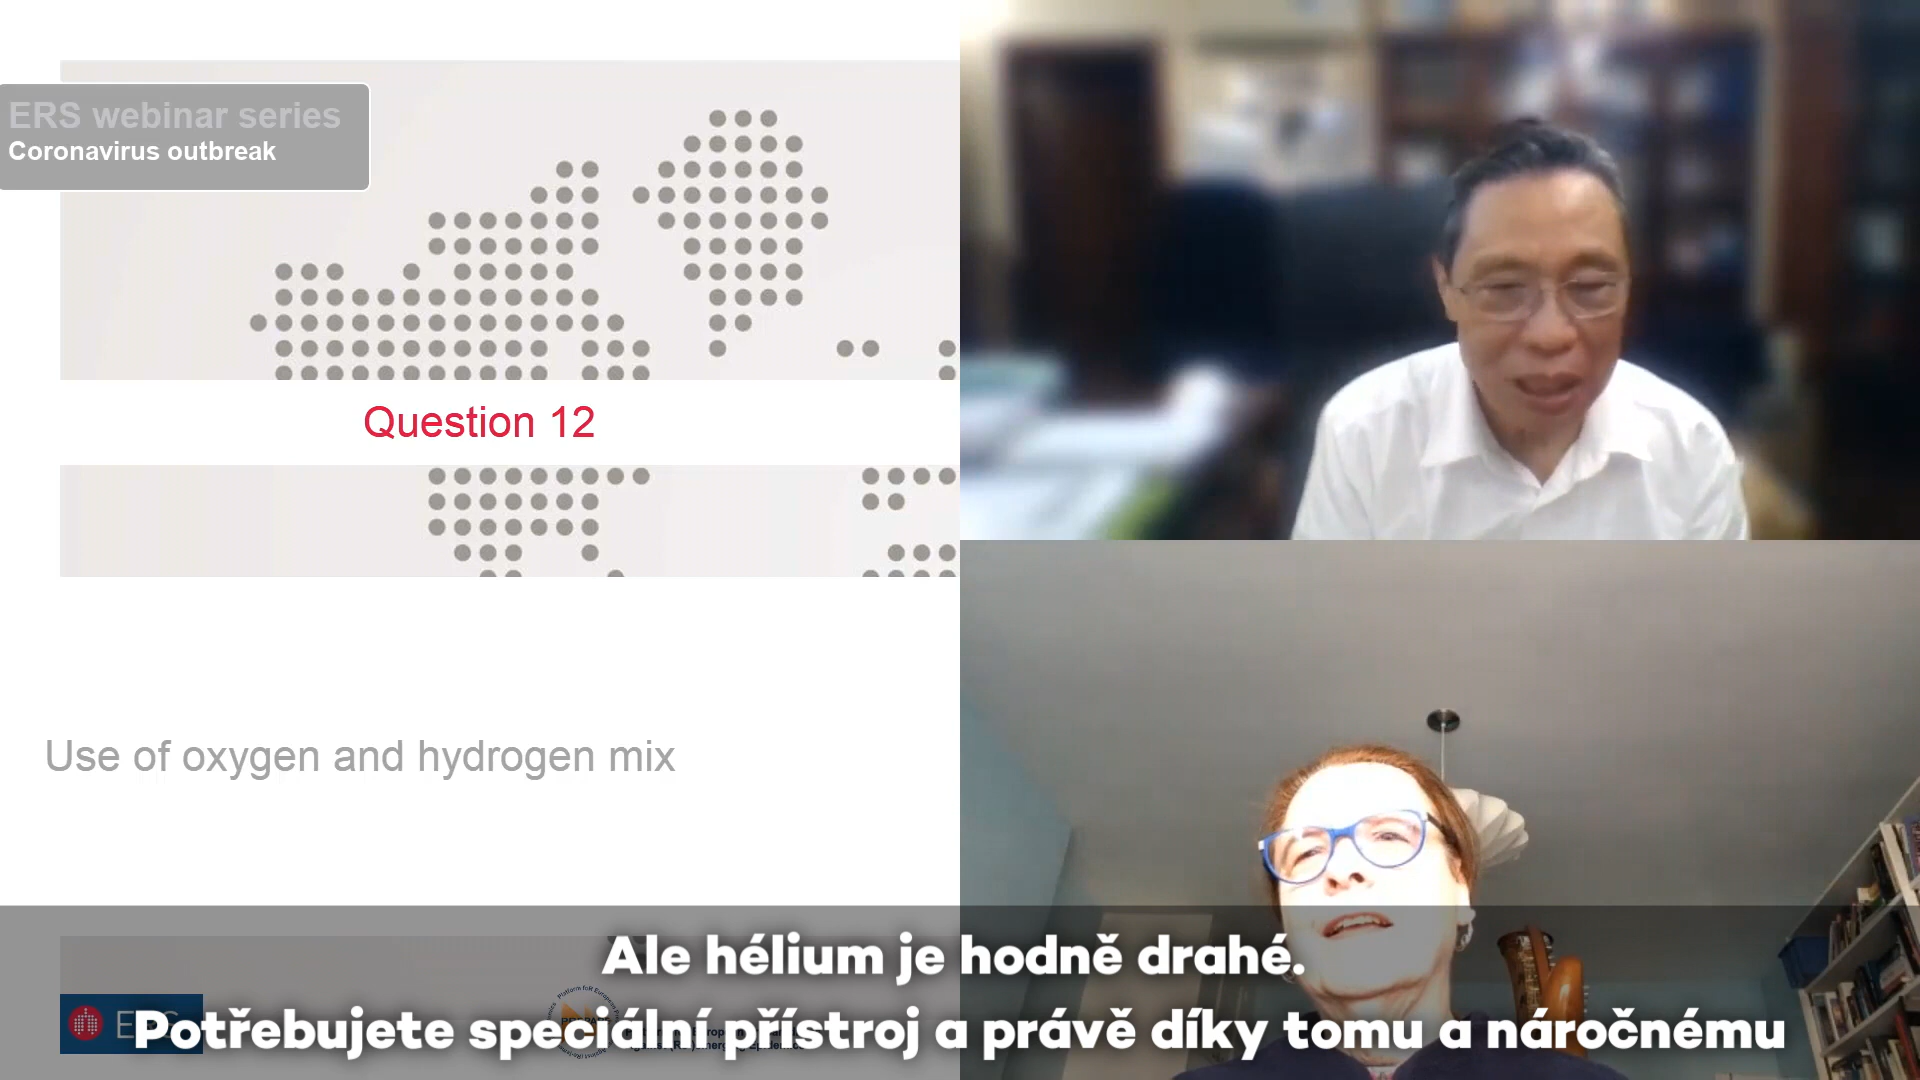 ERS webinar series
Coronavirus outbreak
Question 12
Use of oxygen and hydrogen mix
Ale hélium je hodně drahé.
Potřebujete speciální přístroj a právě díky tomu a náročnému